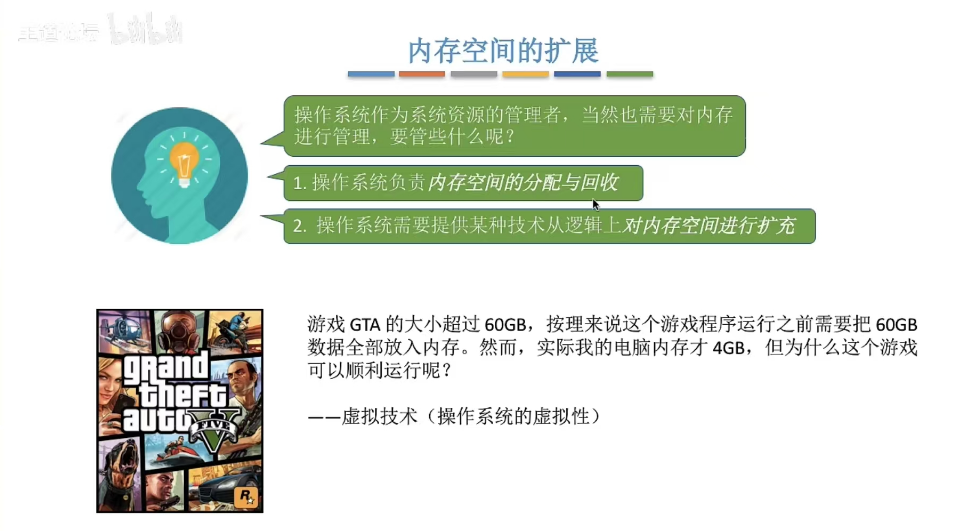 bilibili
内存空间的扩展
操作系统作为系统资源的管理者，当然也需要对内存
进行管理，要管些什么呢？
1. 操作系统负责内存空间的分配与回收
2. 操作系统需要提供某种技术从逻辑上对内存空间进行扩充
游戏 GTA 的大小超过 60GB，按理来说这个游戏程序运行之前需要把 60GB
数据全部放入内存。然而，实际我的电脑内存才 4GB，但为什么这个游戏
可以顺利运行呢？
——虚拟技术（操作系统的虚拟性）
grand
theft
auto
FIVE
V
R